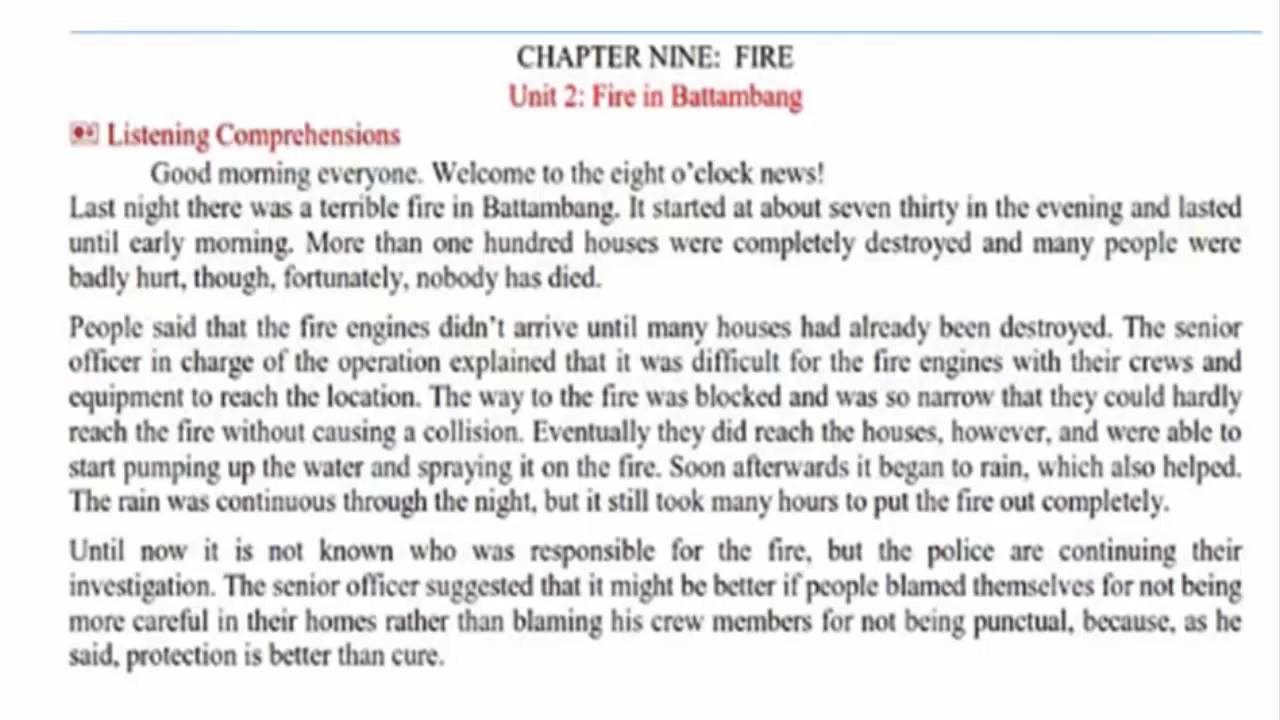 CHAPTER NINE: FIRE
Unit 2: Fire in Battambang
Listening Comprehensions
Good morning everyone. Welcome to the eight o'clock news!
Last night there was a terrible fire in Battambang. It started at about seven thirty in the evening and lasted
until early morning. More than one hundred houses were completely destroyed and many people were
badly hurt, though, fortunately, nobody has died.
People said that the fire engines didn't arrive until many houses had already been destroyed. The senior
officer in charge of the operation explained that it was difficult for the fire engines with their crews and
equipment to reach the location. The way to the fire was blocked and was so narrow that they could hardly
reach the fire without causing a collision. Eventually they did reach the houses, however, and were able to
start pumping up the water and spraying it on the fire. Soon afterwards it began to rain, which also helped.
The rain was continuous through the night, but it still took many hours to put the fire out completely.
Until now it is not known who was responsible for the fire, but the police are continuing their
investigation. The senior officer suggested that it might be better if people blamed themselves for not being
more careful in their homes rather than blaming his crew members for not being punctual, because, as he
said, protection is better than cure.